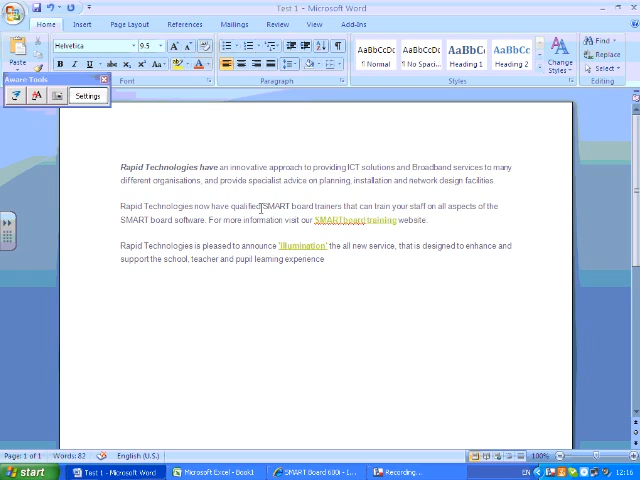 Test 1 - Microsoft Word
Home Insert Page Layout References Mailings Review View Add-Ins
Paste
Helvetica 9.5
B I U
AaBbCcDc AaBbCcDc AaBbCc AaBbCc
¶ Normal ¶ No Spaci... Heading 1 Heading 2
Change Styles
Find
Replace
Select
Font Paragraph Styles Editing
Aware Tools
Settings
Rapid Technologies have an innovative approach to providing ICT solutions and Broadband services to many
different organisations, and provide specialist advice on planning, installation and network design facilities.
Rapid Technologies now have qualified SMART board trainers that can train your staff on all aspects of the
SMART board software. For more information visit our SMARTboard training website.
Rapid Technologies is pleased to announce 'illumination' the all new service, that is designed to enhance and
support the school, teacher and pupil learning experience
Page: 1 of 1 Words: 82 English (U.S.) 100%
start Test 1 - Microsoft Word Microsoft Excel - Book1 SMART Board 600i - I... Recording... EN 12:16